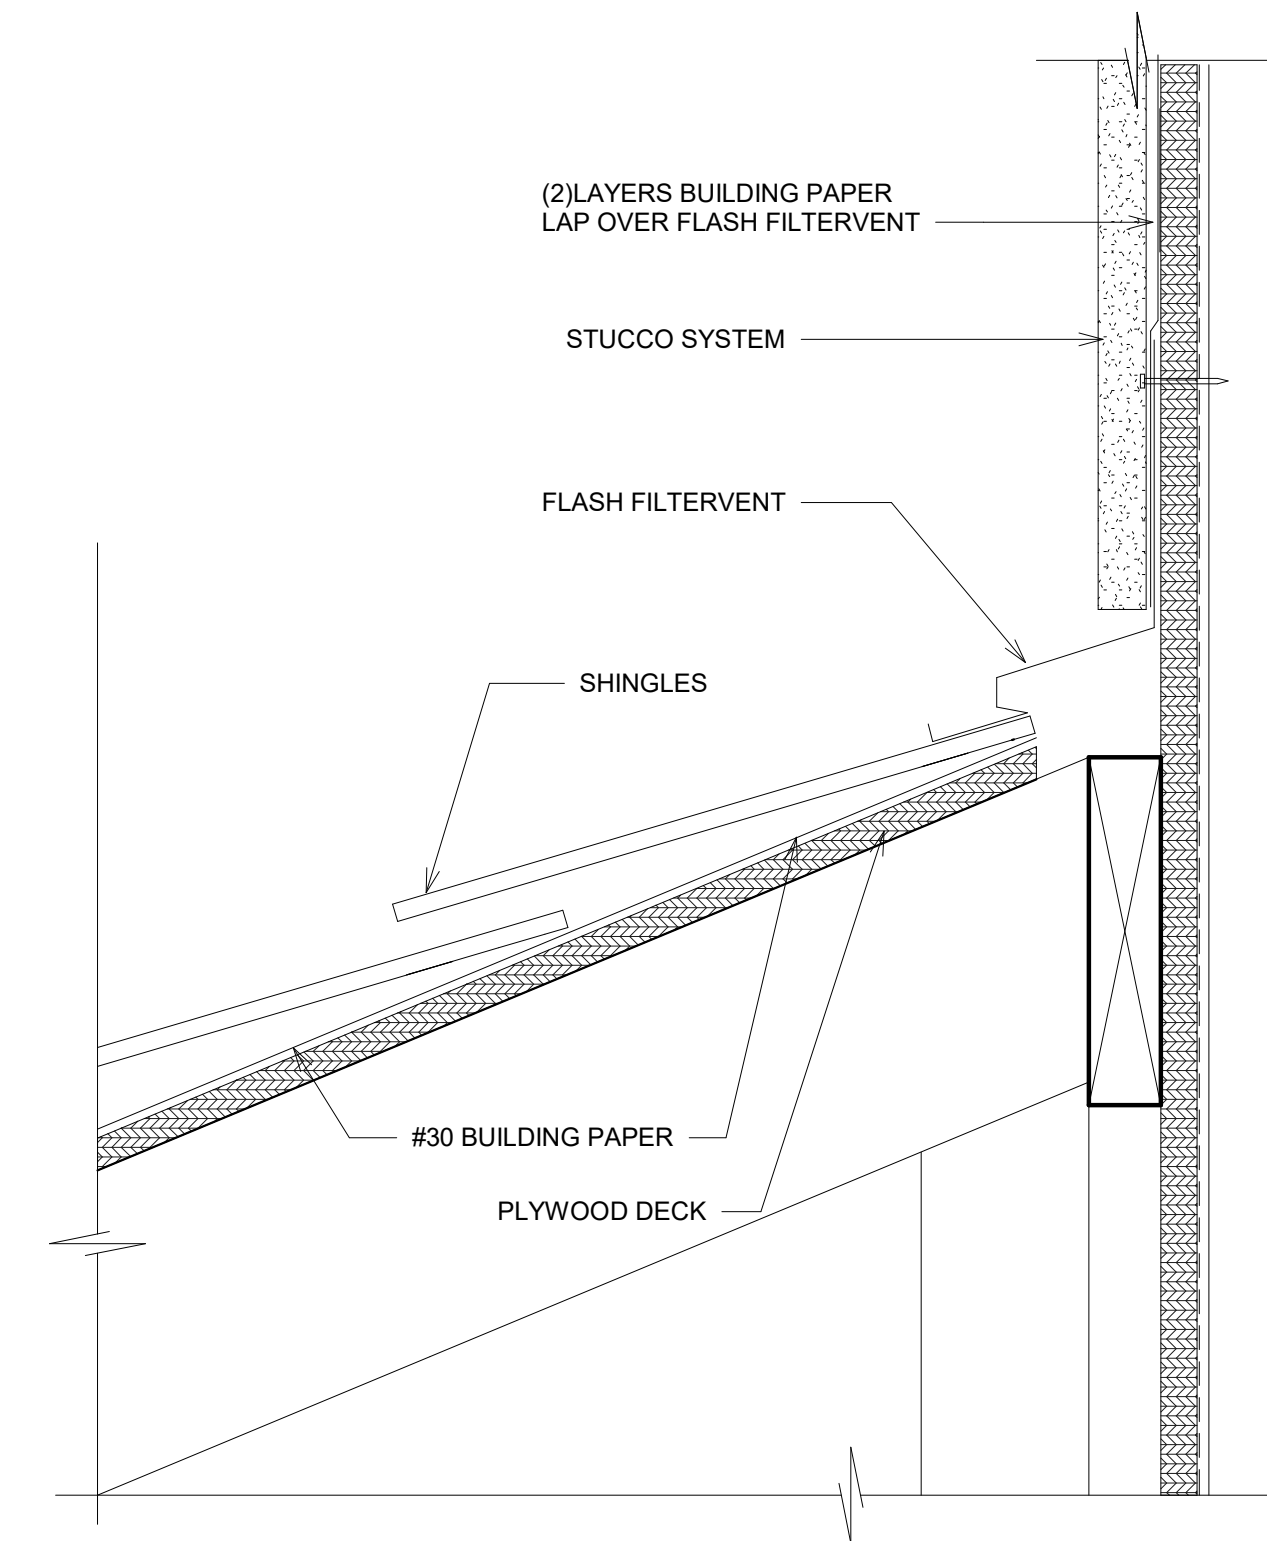 (2)LAYERS BUILDING PAPER
LAP OVER FLASH FILTERVENT
STUCCO SYSTEM
FLASH FILTERVENT
SHINGLES
#30 BUILDING PAPER
PLYWOOD DECK